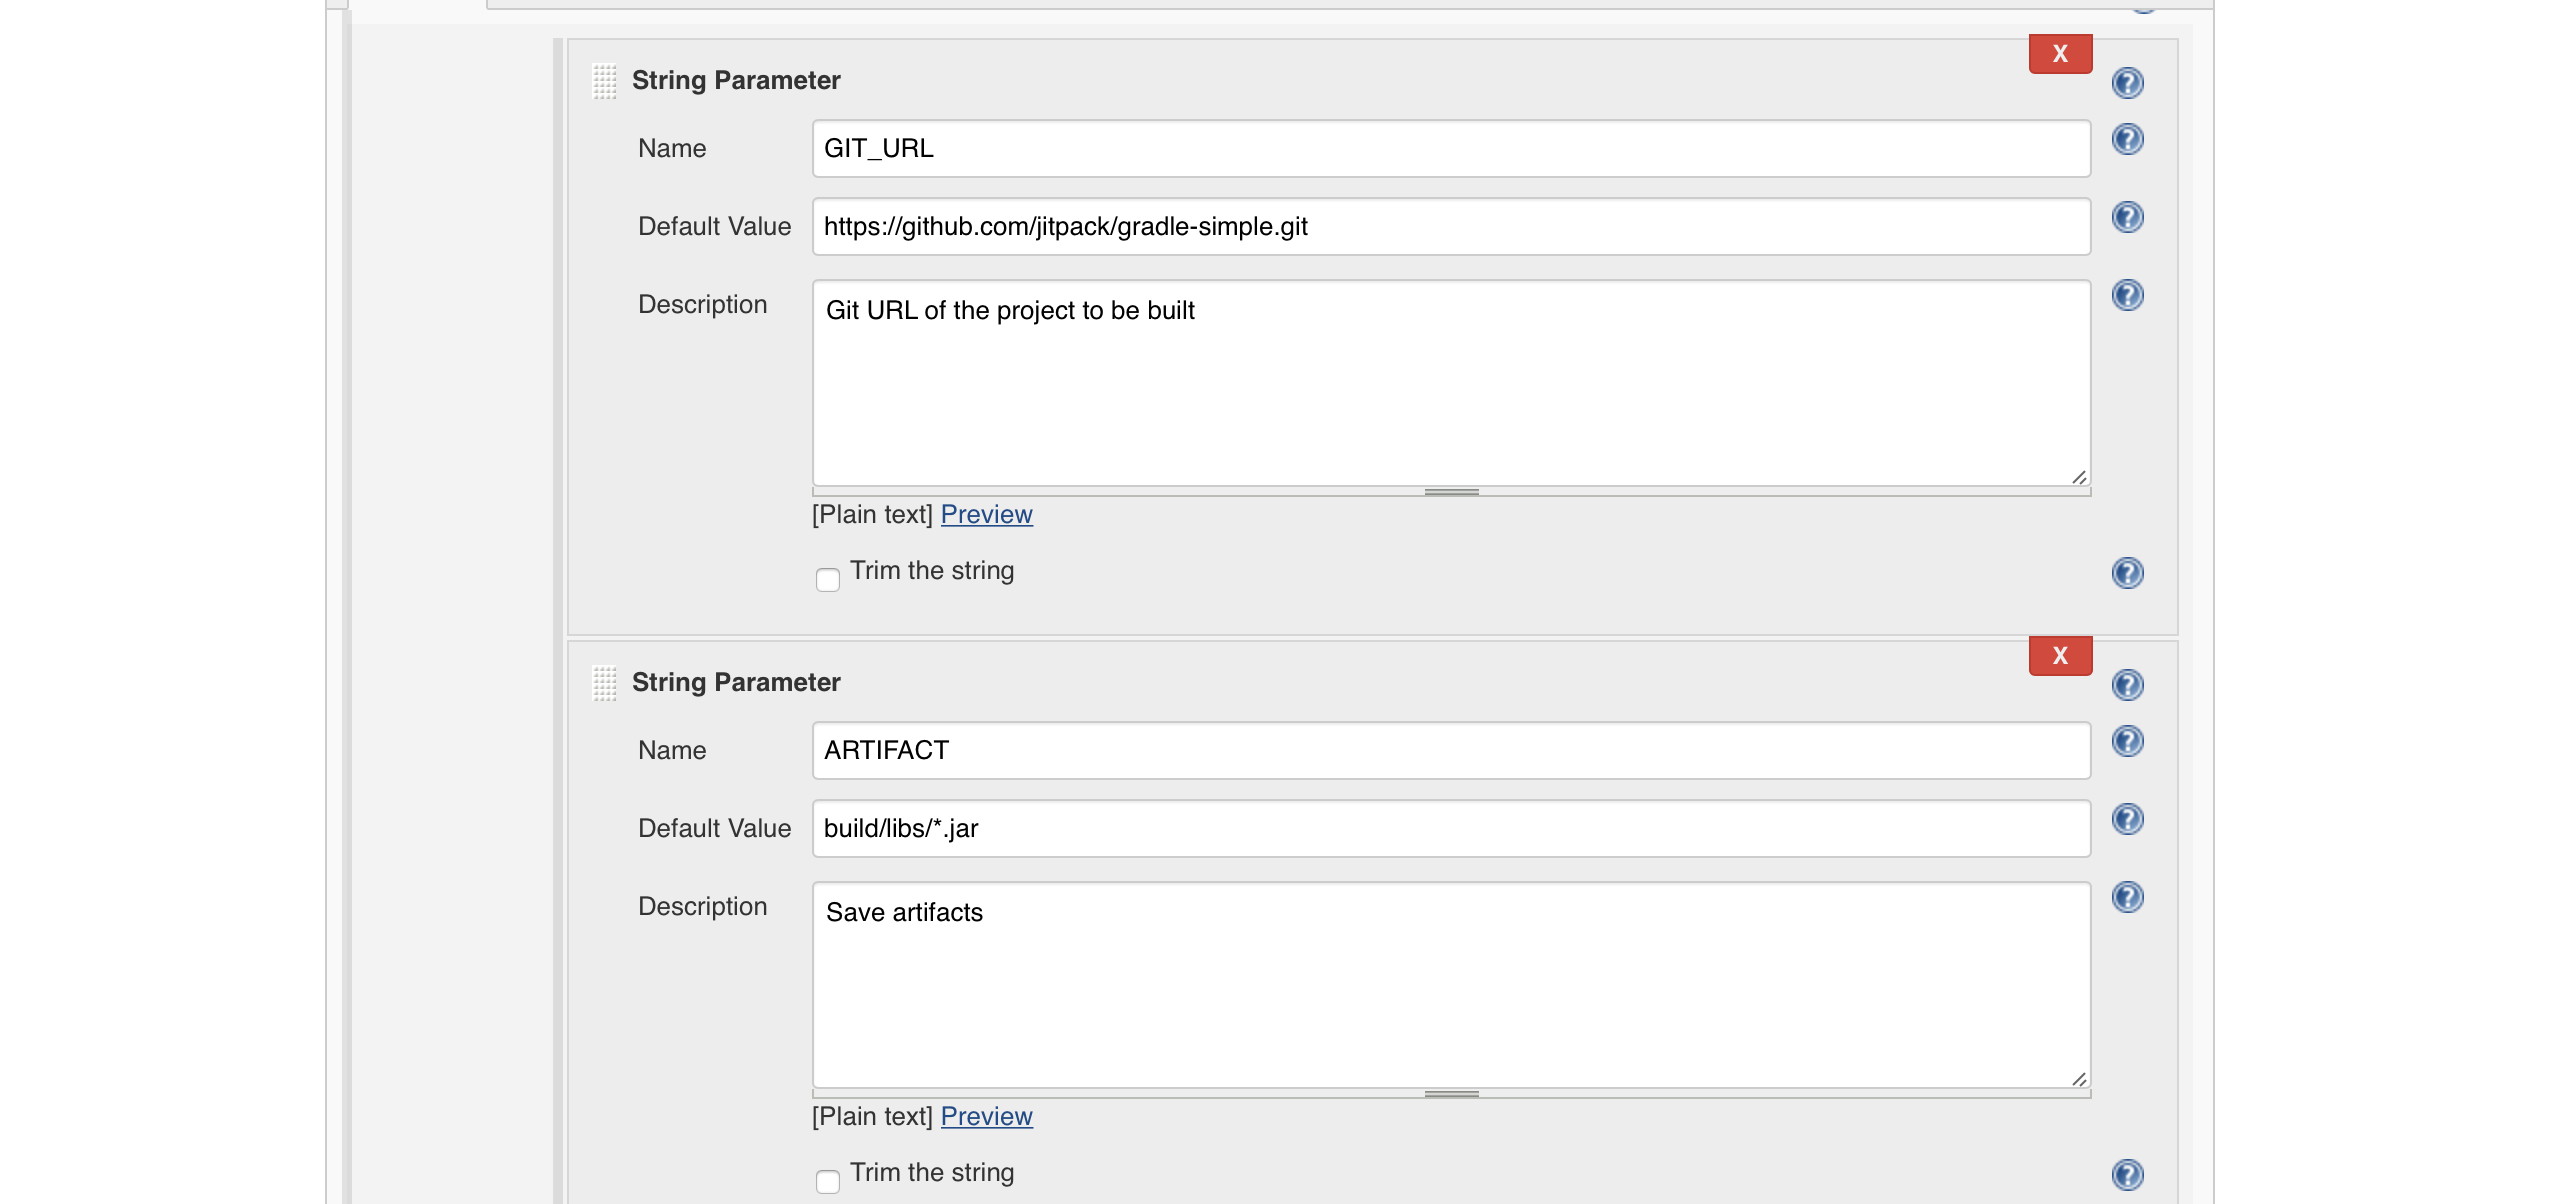 X
String Parameter
Name GIT_URL
Default Value https://github.com/jitpack/gradle-simple.git
Description Git URL of the project to be built
[Plain text] Preview
Trim the string
X
String Parameter
Name ARTIFACT
Default Value build/libs/*.jar
Description Save artifacts
[Plain text] Preview
Trim the string